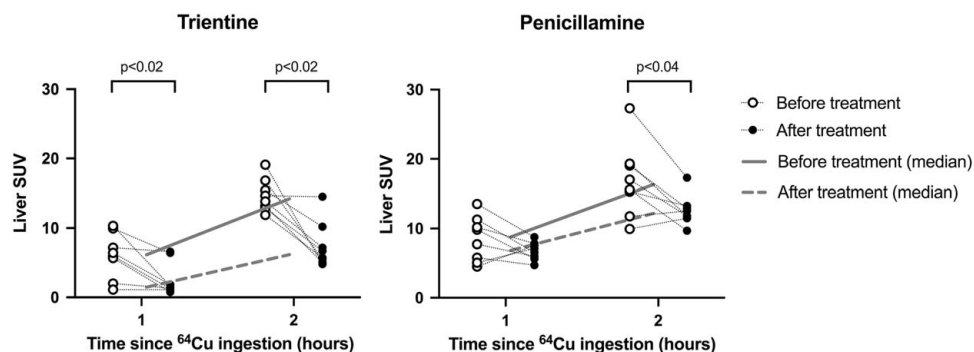 Trientine
p<0.02
p<0.02
30
20
10
0
Liver SUV
1
2
Time since ⁶⁴Cu ingestion (hours)
Penicillamine
p<0.04
30
20
10
0
Liver SUV
1
2
Time since ⁶⁴Cu ingestion (hours)
Before treatment
After treatment
Before treatment (median)
After treatment (median)